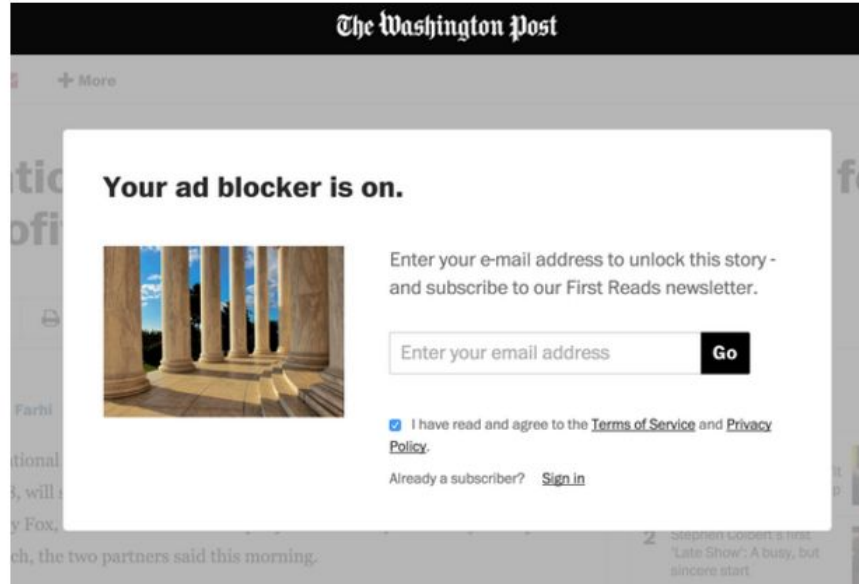 The Washington Post
+ More
Your ad blocker is on.
Enter your e-mail address to unlock this story -
and subscribe to our First Reads newsletter.
Enter your email address
Go
I have read and agree to the Terms of Service and Privacy
Policy.
Already a subscriber? Sign in
Farhi
tional
, will
y Fox,
ch, the two partners said this morning.
2 Stephen Colbert's first
'Late Show': A busy, but
sincere start